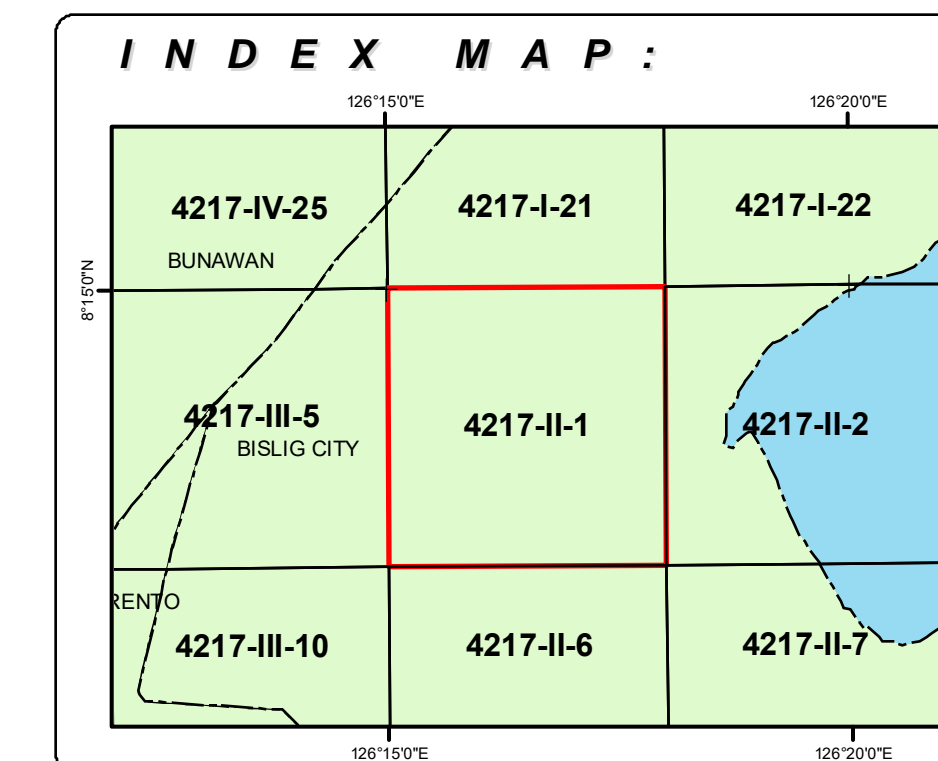 INDEX MAP:
126°15'0"E
126°20'0"E
4217-IV-25
4217-I-21
4217-I-22
BUNAWAN
8°15'0"N
4217-III-5
4217-II-1
4217-II-2
BISLIG CITY
RENTO
4217-III-10
4217-II-6
4217-II-7
126°15'0"E
126°20'0"E